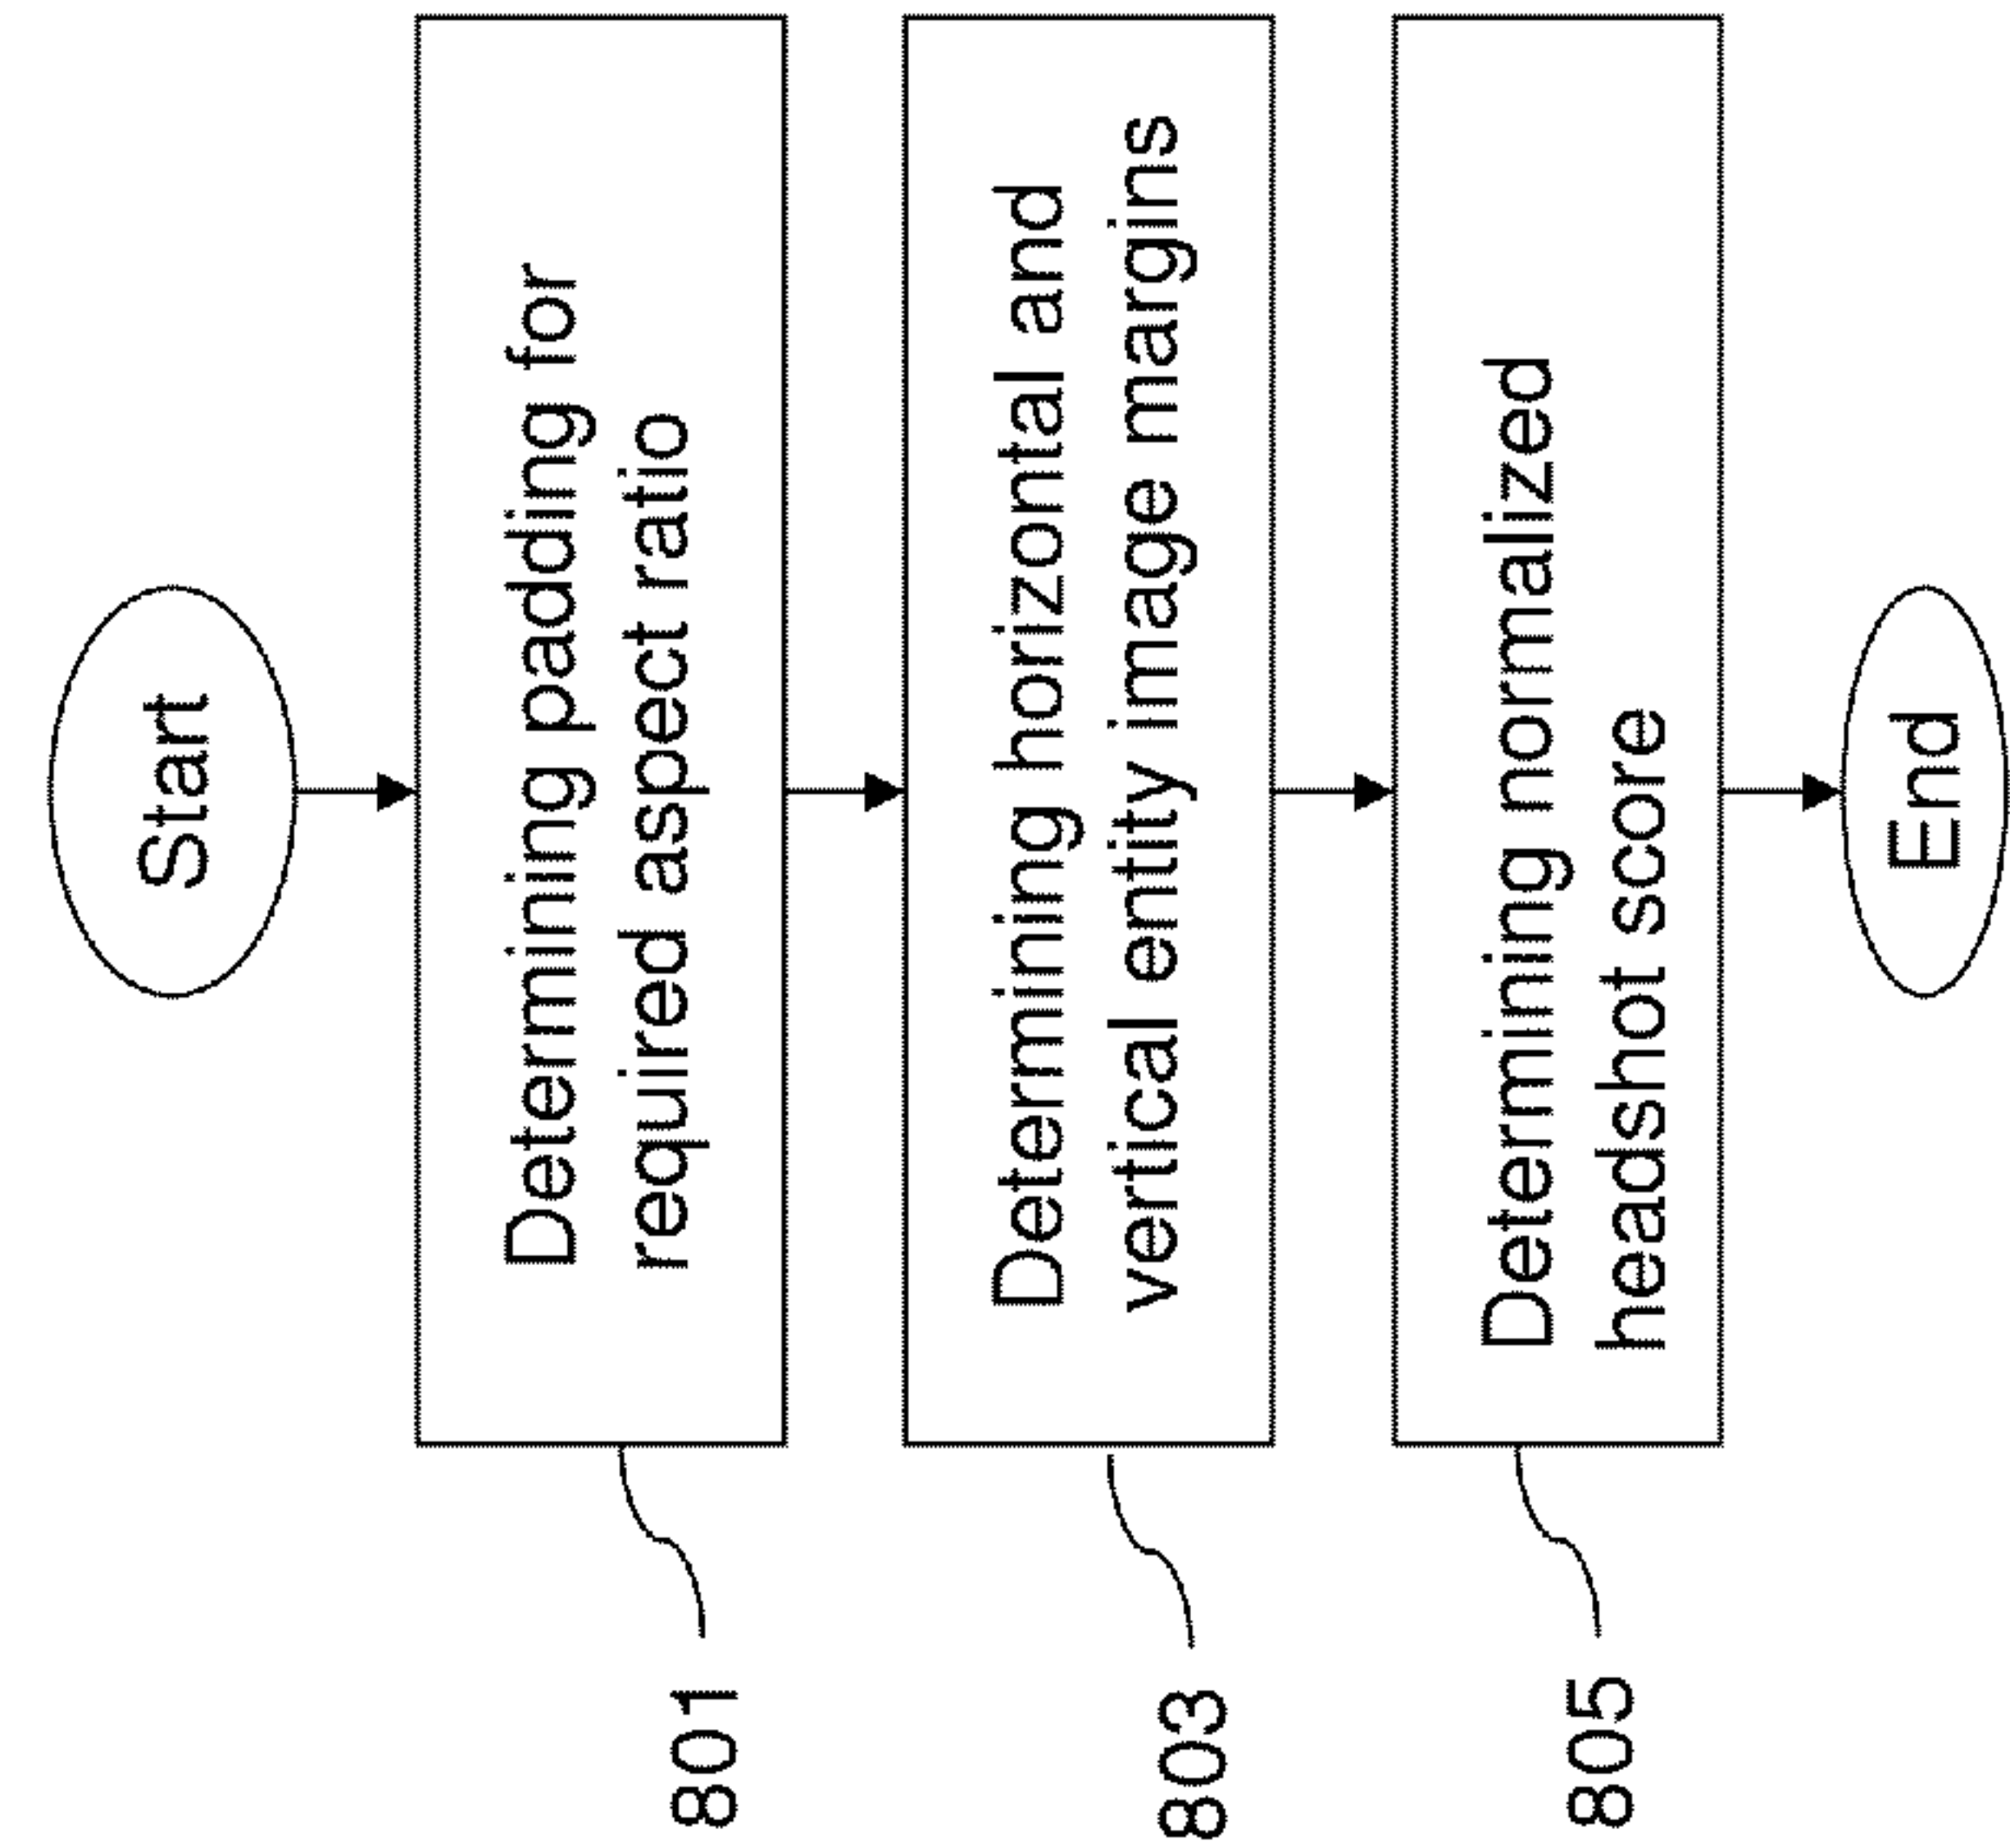 Start
Determining padding for
required aspect ratio
801
Determining horizontal and
vertical entity image margins
803
Determining normalized
headshot score
805
End